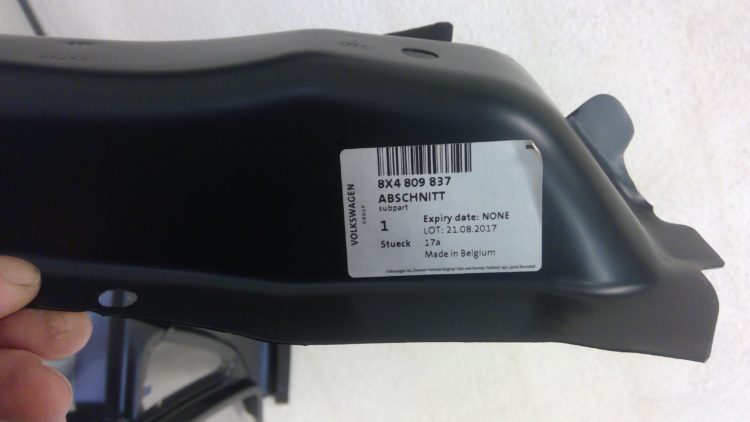 8X4 809 837
ABSCHNITT
subpart
VOLKSWAGEN
GROUP
1
Stueck
Expiry date: NONE
LOT: 21.08.2017
17a
Made in Belgium